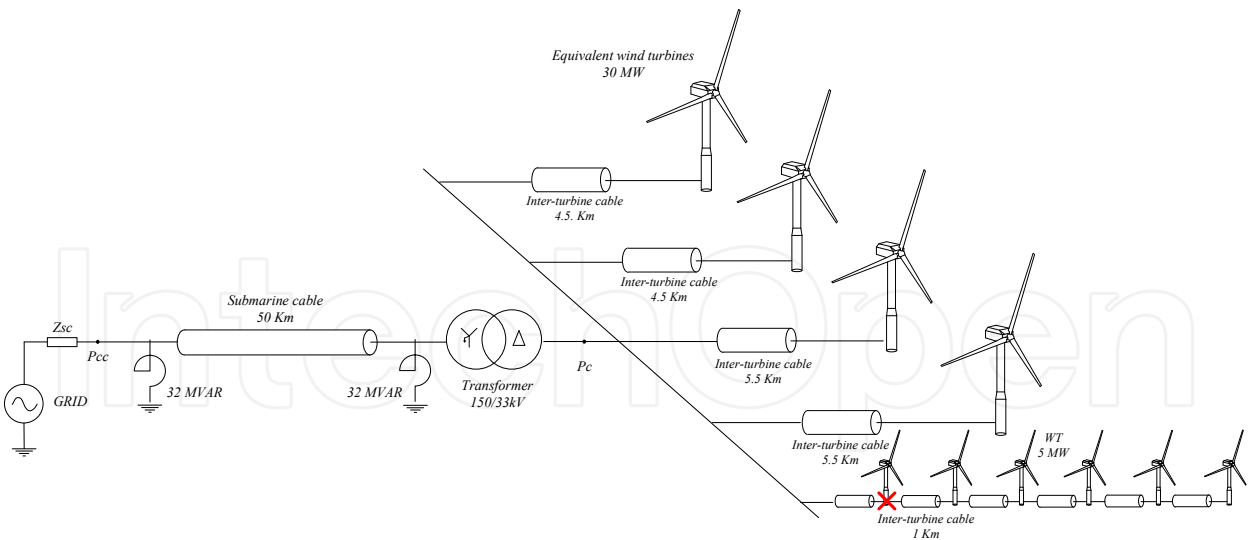 Equivalent wind turbines
30 MW
Inter-turbine cable
4.5. Km
Inter-turbine cable
4.5 Km
Submarine cable
50 Km
Zsc
Pcc
32 MVAR
32 MVAR
GRID
Transformer
150/33kV
Pc
Inter-turbine cable
5.5 Km
Inter-turbine cable
5.5 Km
WT
5 MW
Inter-turbine cable
1 Km
IntechOpen